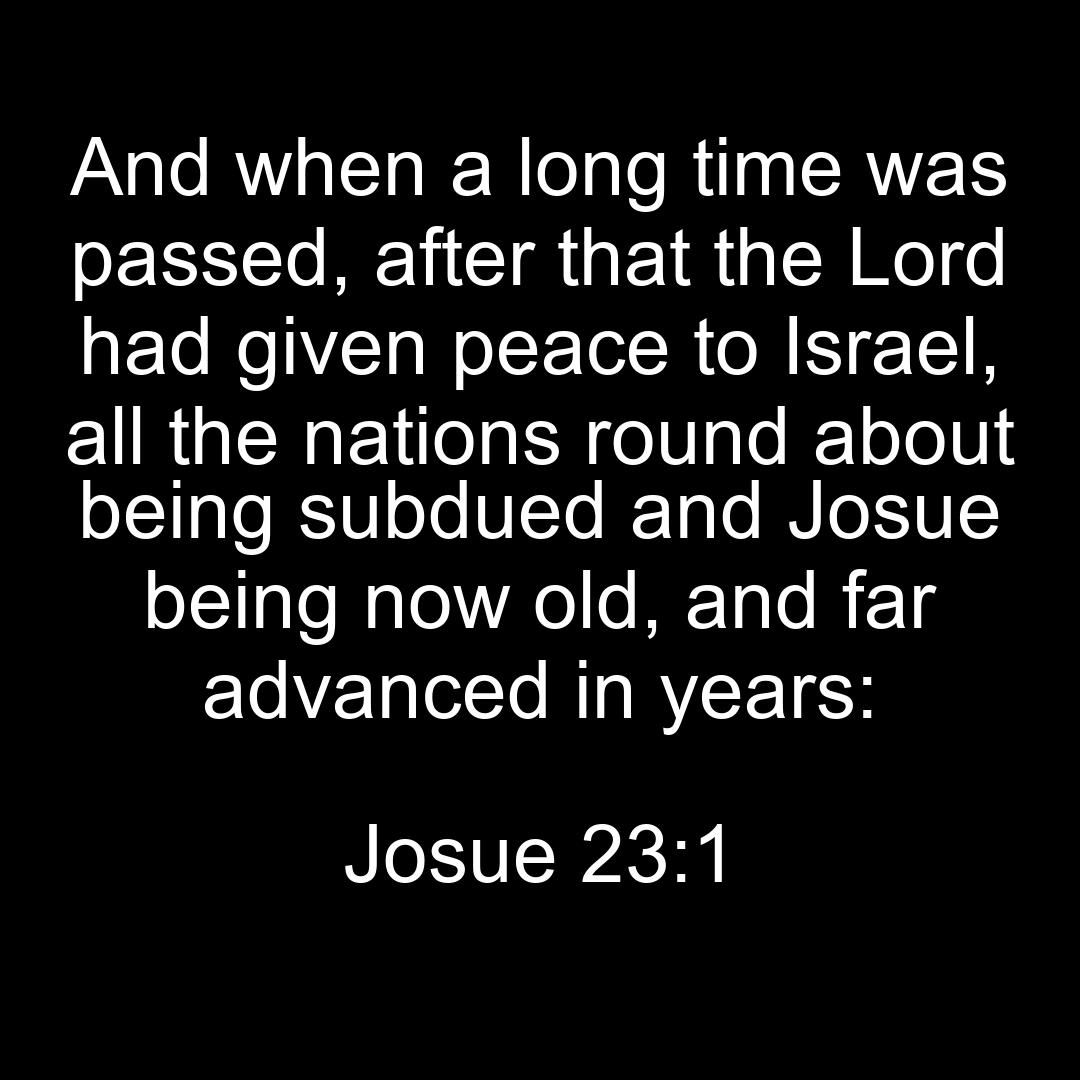 And when a long time was
passed, after that the Lord
had given peace to Israel,
all the nations round about
being subdued and Josue
being now old, and far
advanced in years:
Josue 23:1